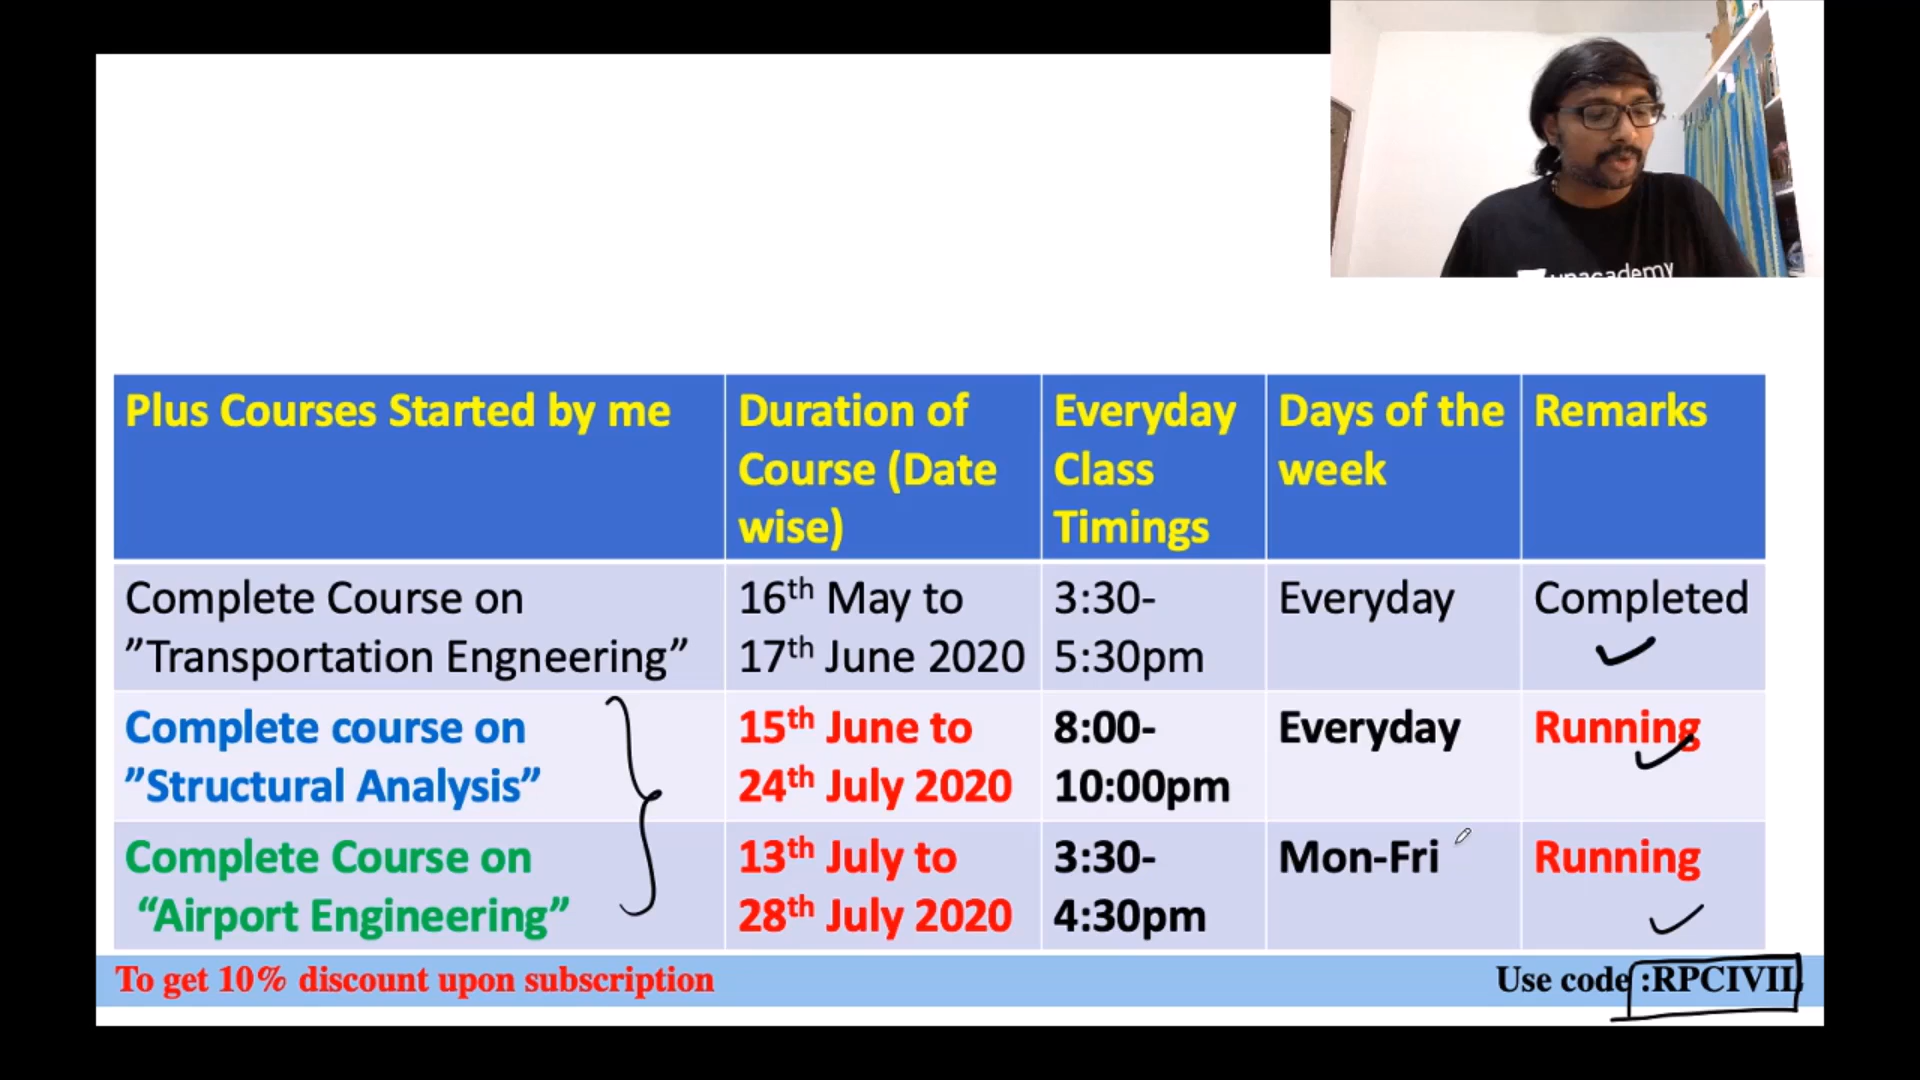 unacademy
Plus Courses Started by me
Duration of
Course (Date
wise)
Everyday
Class
Timings
Days of the
week
Remarks
Complete Course on
”Transportation Engneering”
16th May to
17th June 2020
3:30-
5:30pm
Everyday
Completed
Complete course on
”Structural Analysis”
15th June to
24th July 2020
8:00-
10:00pm
Everyday
Running
Complete Course on
“Airport Engineering”
13th July to
28th July 2020
3:30-
4:30pm
Mon-Fri
Running
To get 10% discount upon subscription
Use code :RPCIVIL